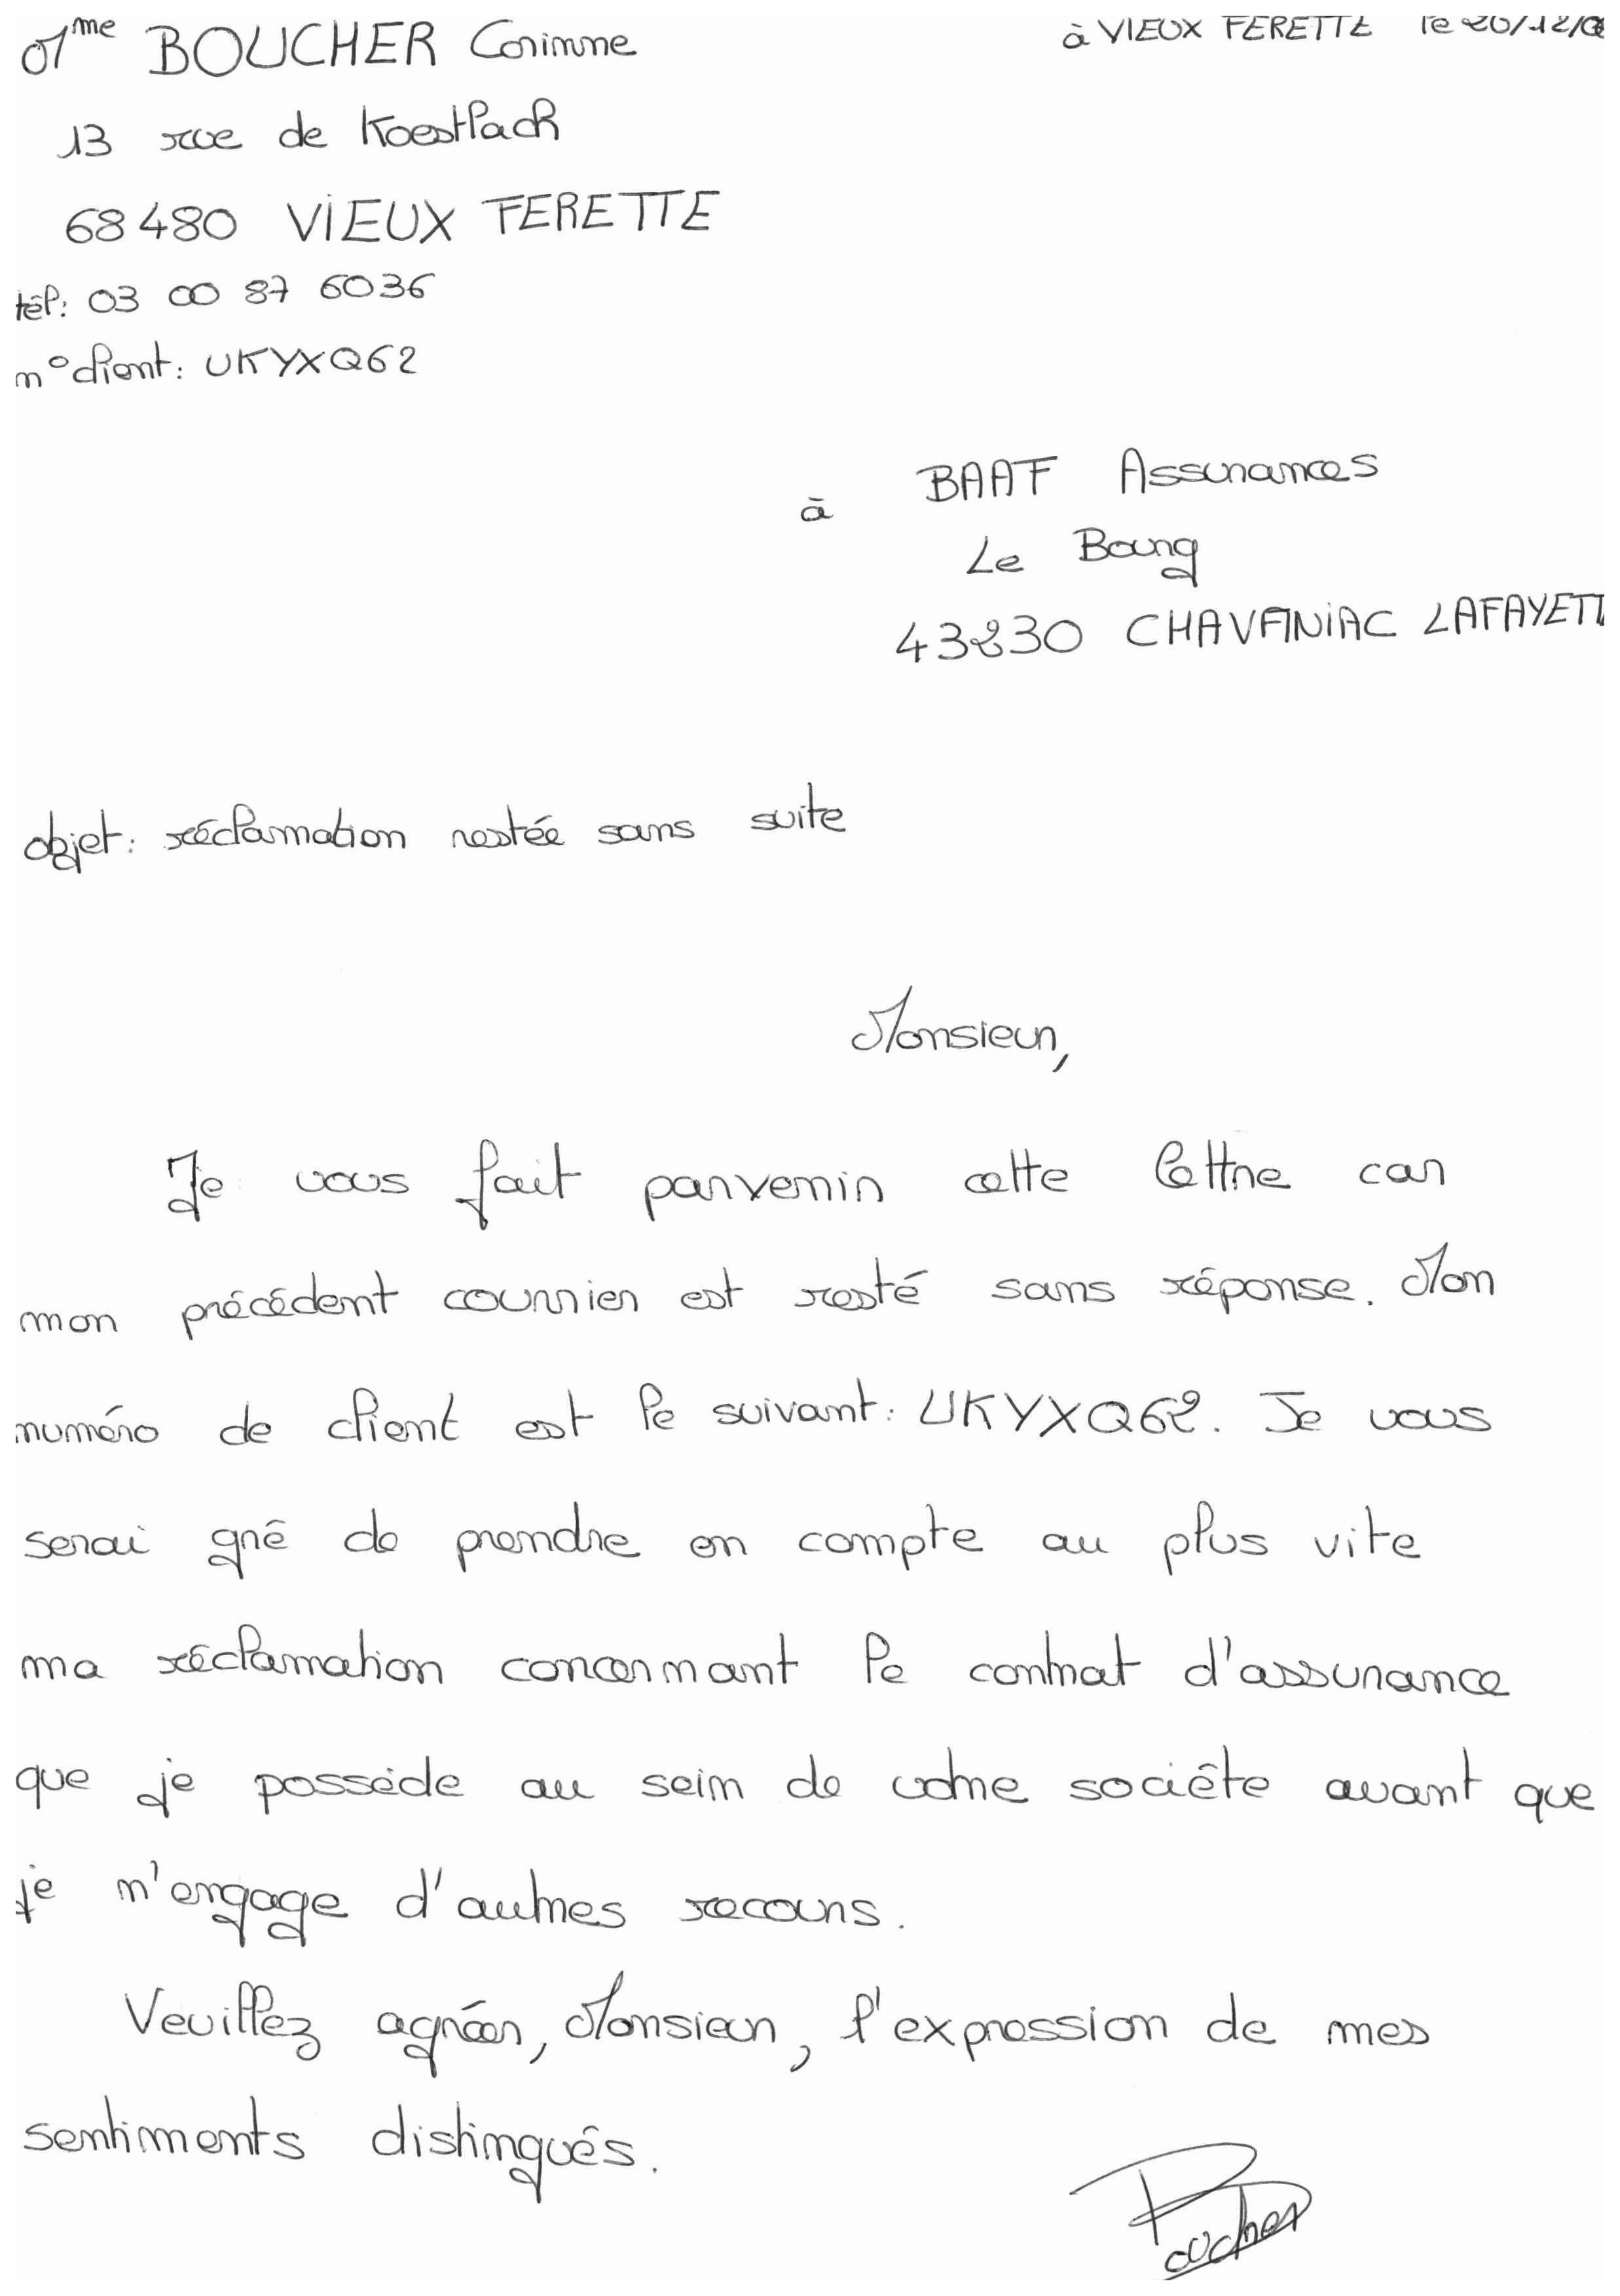 Mme BOUCHER Corinne
à VIEUX FERETTE le 20/12/0
13 rue de Koestlach
68480 VIEUX FERETTE
tél: 03 00 87 6036
n° client: UKYXQ62
BAAF Assurances
à
Le Bourg
43230 CHAVANIAC LAFAYETT
objet: réclamation restée sans suite
Monsieur,
Je vous fait parvenir cette lettre car
mon précédent courrier est resté sans réponse. Mon
numéro de client est le suivant: UKYXQ62. Je vous
serai gré de prendre en compte au plus vite
ma réclamation concernant le contrat d'assurance
que je possède au sein de votre société avant que
je n'engage d'autres recours.
Veuillez agréer, Monsieur, l'expression de mes
sentiments distingués.
Boucher